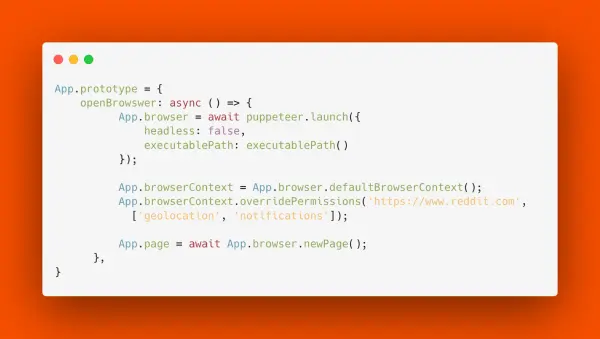 App.prototype = {
openBrowswer: async () => {
App.browser = await puppeteer.launch({
headless: false,
executablePath: executablePath()
});
App.browserContext = App.browser.defaultBrowserContext();
App.browserContext.overridePermissions('https://www.reddit.com',
['geolocation', 'notifications']);
App.page = await App.browser.newPage();
},
}